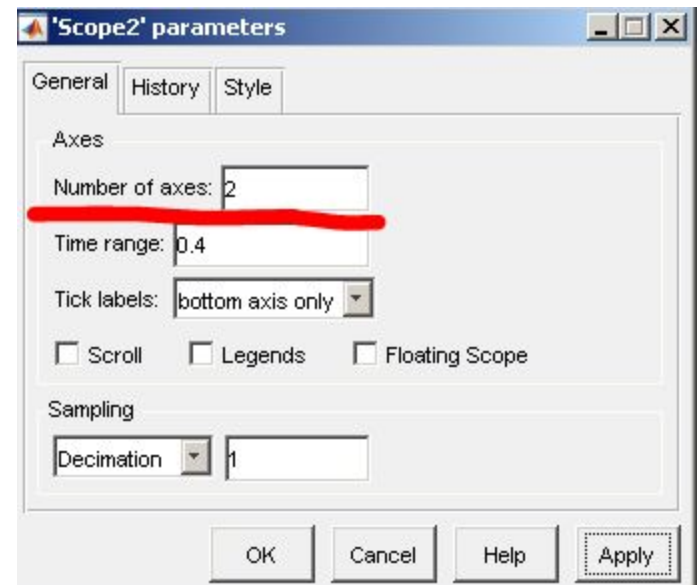 'Scope2' parameters
General History Style
Axes
Number of axes: 2
Time range: 0.4
Tick labels: bottom axis only
Scroll Legends Floating Scope
Sampling
Decimation 1
OK Cancel Help Apply